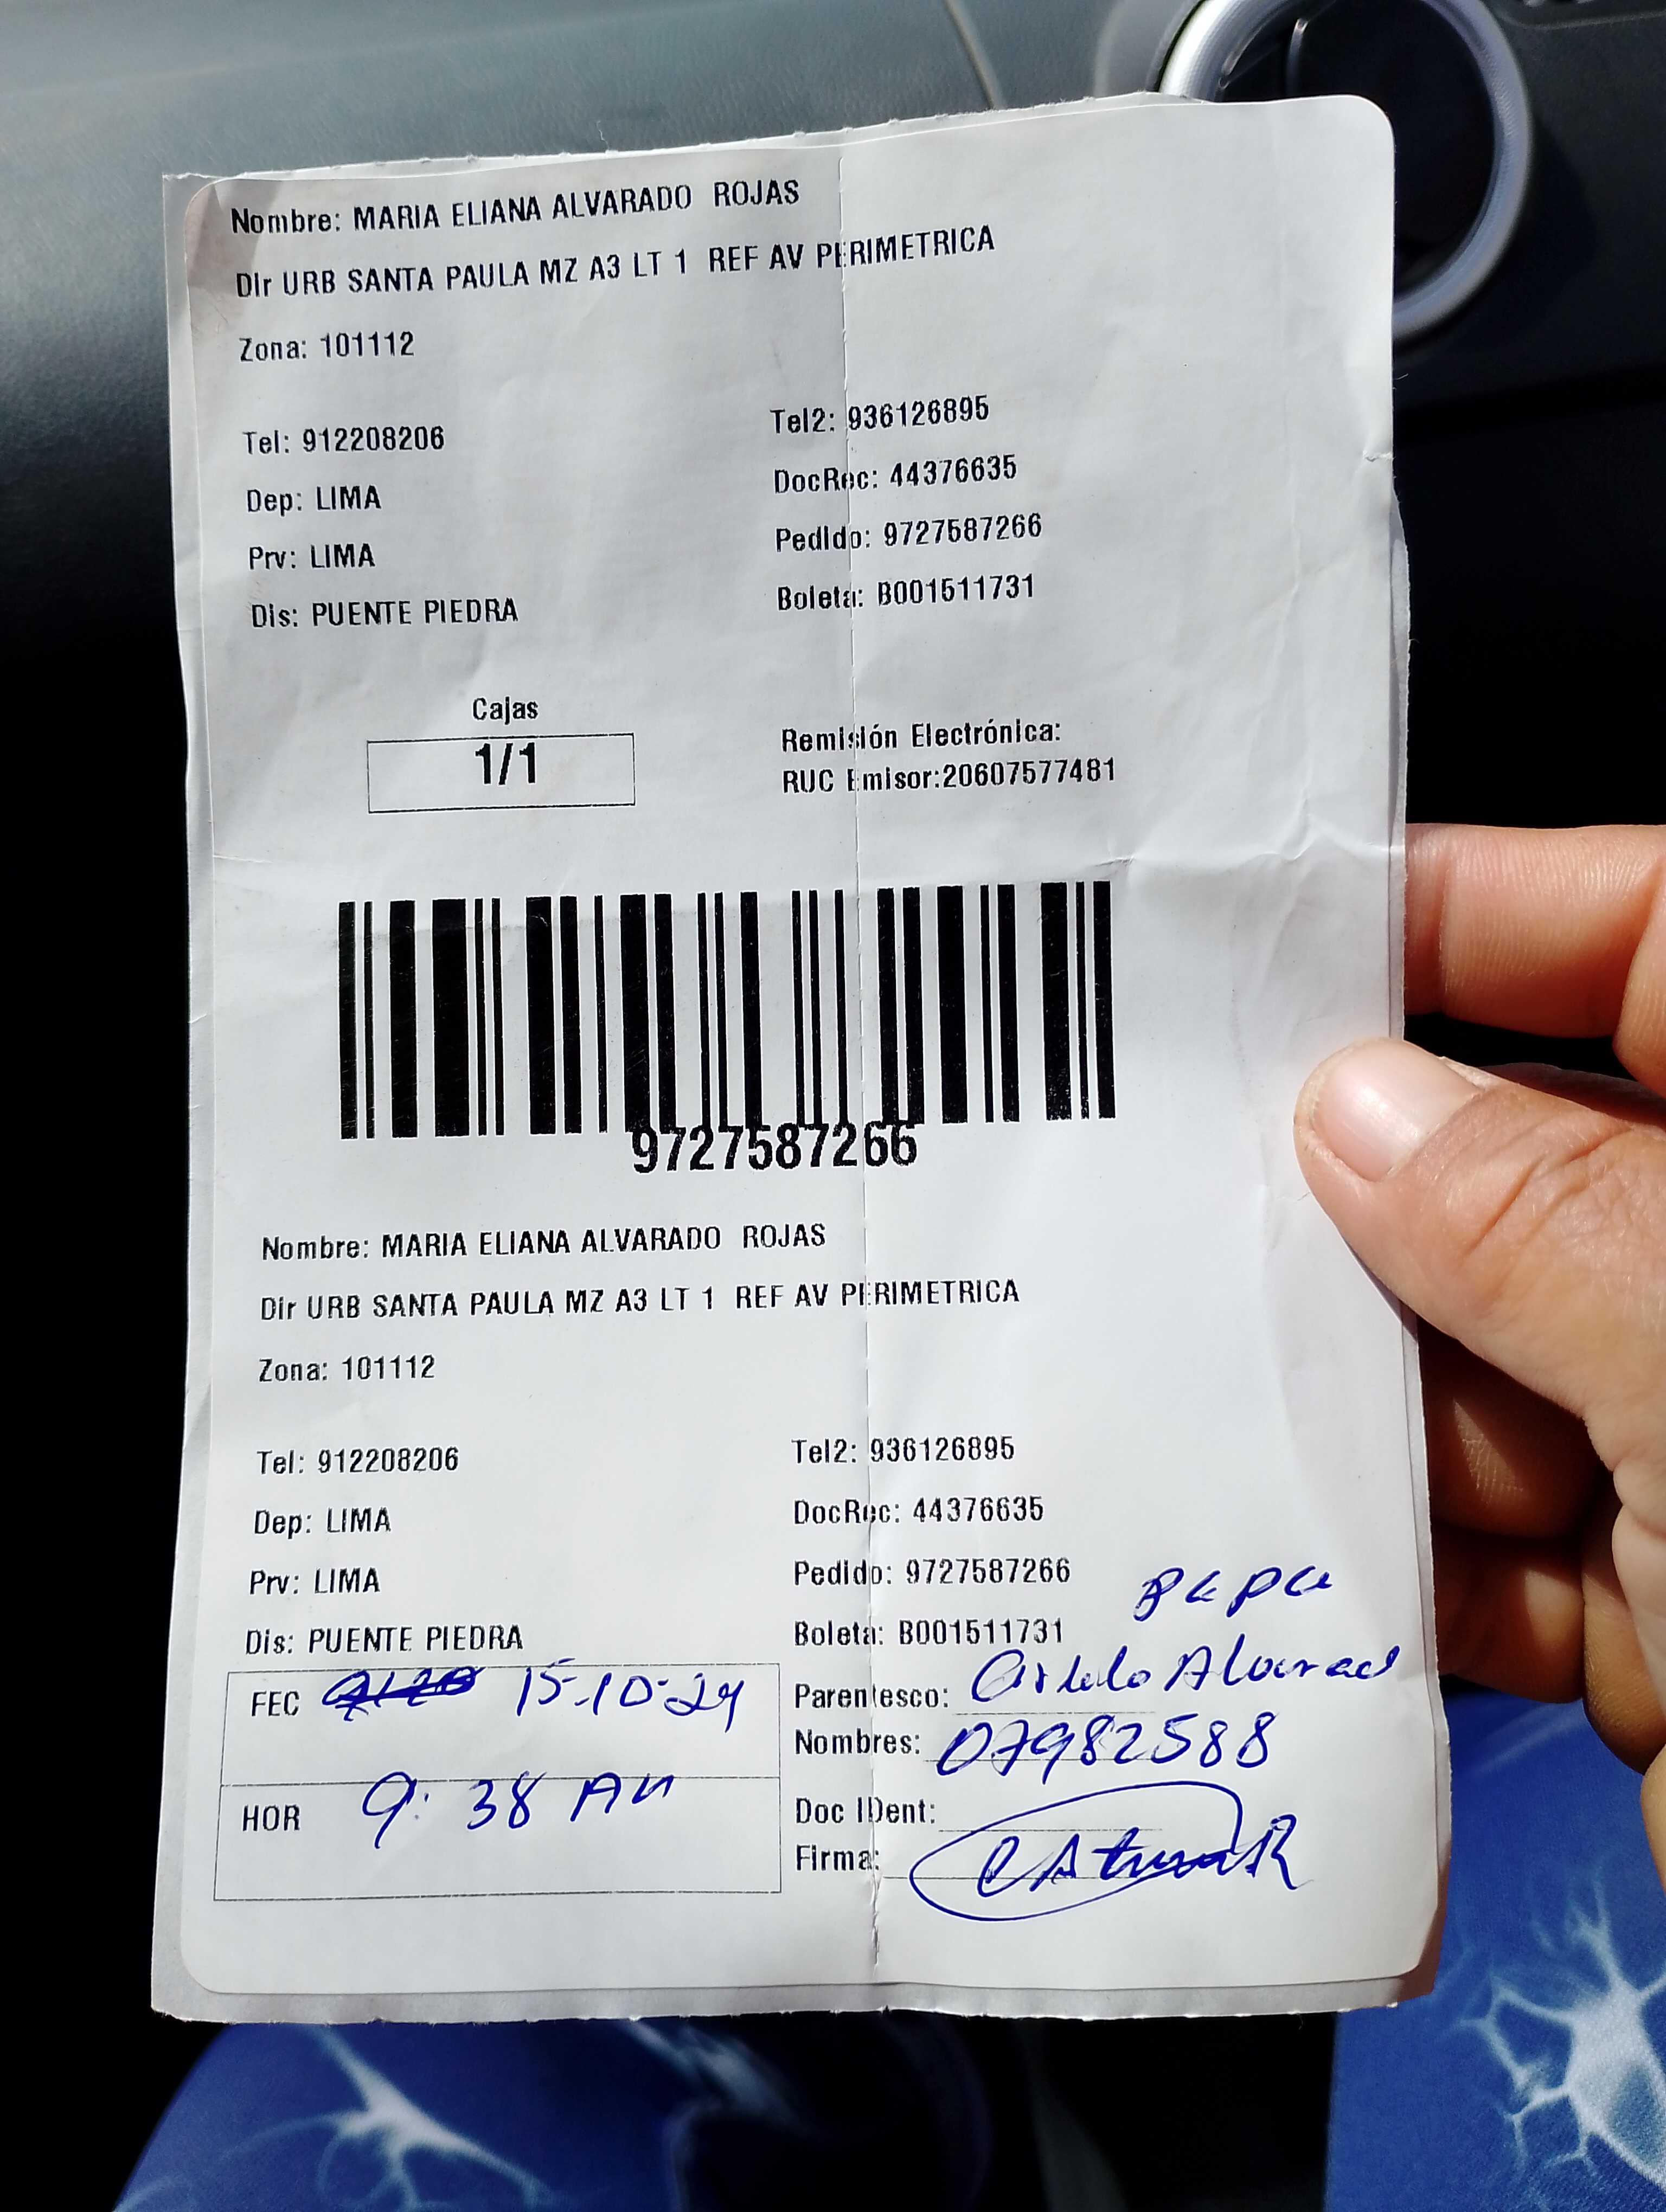 Nombre: MARIA ELIANA ALVARADO ROJAS
Dir URB SANTA PAULA MZ A3 LT 1 REF AV PERIMETRICA
Zona: 101112
Tel: 912208206 Tel2: 936126895
Dep: LIMA DocRec: 44376635
Prv: LIMA Pedido: 9727587266
Dis: PUENTE PIEDRA Boleta: B001511731
Cajas
1/1
Remisión Electrónica:
RUC Emisor:20607577481
9727587266
Nombre: MARIA ELIANA ALVARADO ROJAS
Dir URB SANTA PAULA MZ A3 LT 1 REF AV PERIMETRICA
Zona: 101112
Tel: 912208206 Tel2: 936126895
Dep: LIMA DocRec: 44376635
Prv: LIMA Pedido: 9727587266
Dis: PUENTE PIEDRA Boleta: B001511731
papa
FEC 15-10-24
HOR 9:38 AM
Parentesco: Alvarad
Nombres: 07982588
Doc IDent:
Firma: